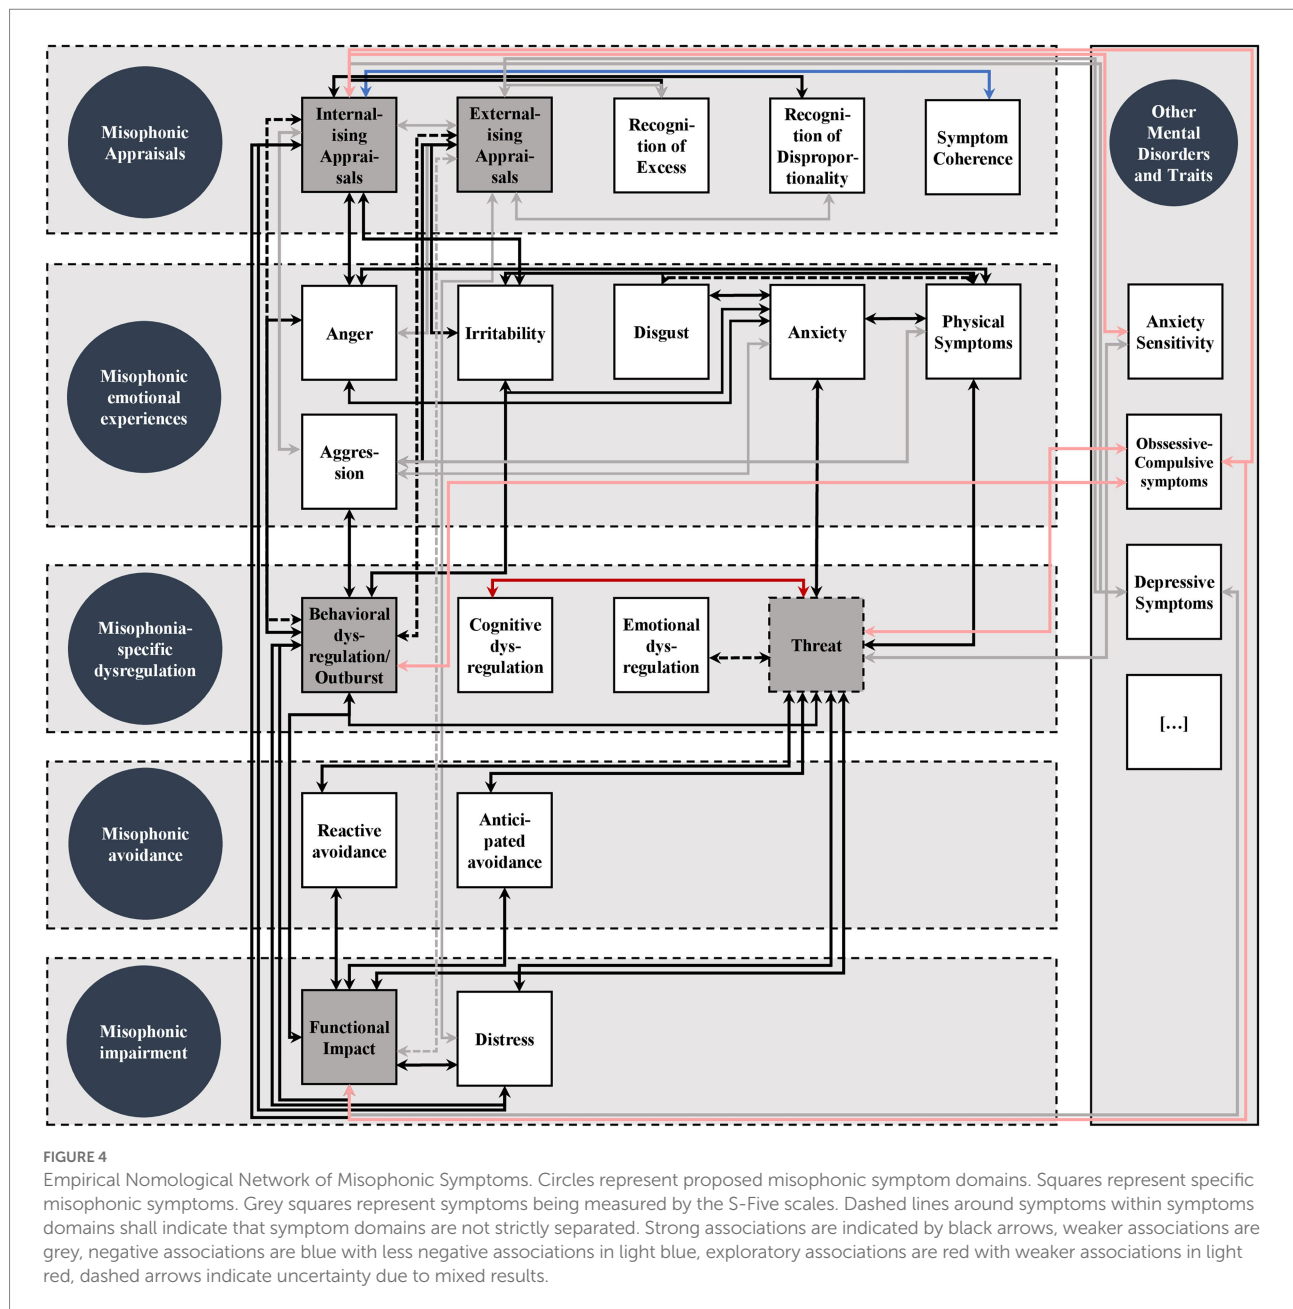 Misophonic
Appraisals
Internal-
ising
Apprai-
sals
External-
ising
Apprai-
sals
Recogni-
tion of
Excess
Recogni-
tion of
Dispropor-
tionality
Symptom
Coherence
Other
Mental
Disorders
and Traits
Misophonic
emotional
experiences
Anger
Irritability
Disgust
Anxiety
Physical
Symptoms
Aggres-
sion
Anxiety
Sensitivity
Obssessive-
Compulsive
symptoms
Depressive
Symptoms
[...]
Misophonia-
specific
dysregulation
Behavioral
dys-
regulation/
Outburst
Cognitive
dys-
regulation
Emotional
dys-
regulation
Threat
Misophonic
avoidance
Reactive
avoidance
Antici-
pated
avoidance
Misophonic
impairment
Functional
Impact
Distress
FIGURE 4
Empirical Nomological Network of Misophonic Symptoms. Circles represent proposed misophonic symptom domains. Squares represent specific
misophonic symptoms. Grey squares represent symptoms being measured by the S-Five scales. Dashed lines around symptoms within symptoms
domains shall indicate that symptom domains are not strictly separated. Strong associations are indicated by black arrows, weaker associations are
grey, negative associations are blue with less negative associations in light blue, exploratory associations are red with weaker associations in light
red, dashed arrows indicate uncertainty due to mixed results.